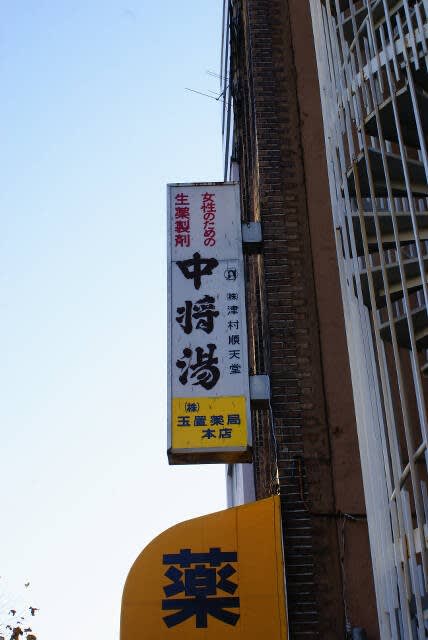 女性のための
生薬製剤
中将湯
㈱津村順天堂
㈱
玉置薬局
本店
薬